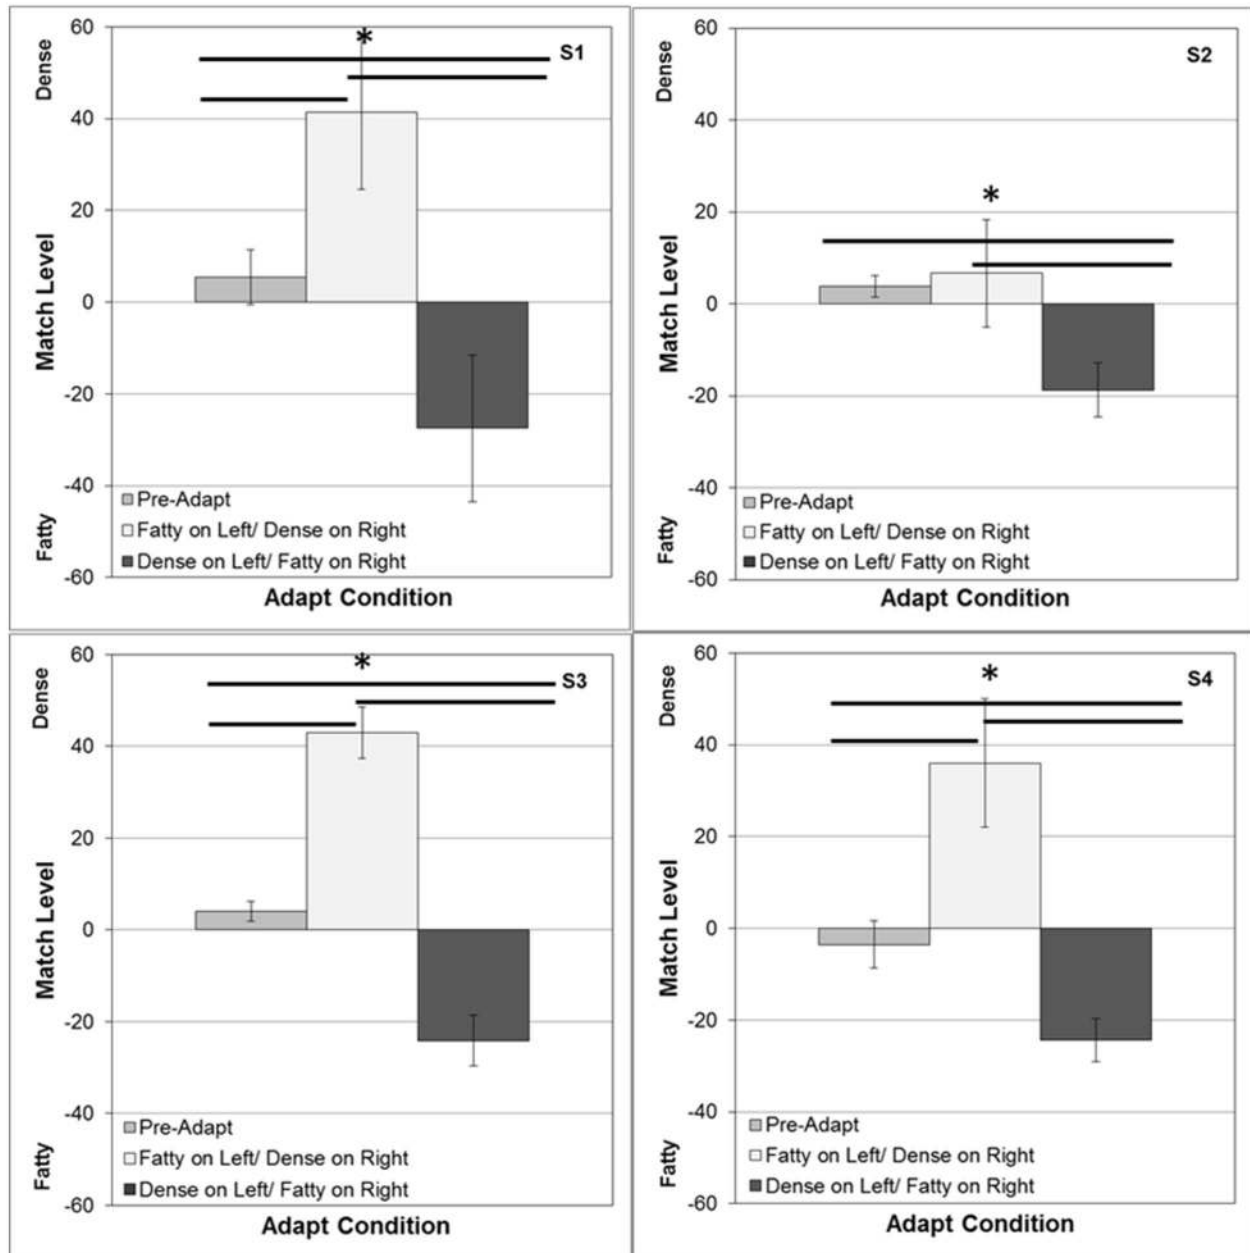 60
Dense
*
S1
40
20
Match Level
0
-20
-40
Pre-Adapt
Fatty on Left/ Dense on Right
Fatty
Dense on Left/ Fatty on Right
-60
Adapt Condition
60
Dense
S2
40
*
20
Match Level
0
-20
-40
Pre-Adapt
Fatty on Left/ Dense on Right
Fatty
Dense on Left/ Fatty on Right
-60
Adapt Condition
60
Dense
*
S3
40
20
Match Level
0
-20
-40
Pre-Adapt
Fatty on Left/ Dense on Right
Fatty
Dense on Left/ Fatty on Right
-60
Adapt Condition
60
Dense
*
S4
40
20
Match Level
0
-20
-40
Pre-Adapt
Fatty on Left/ Dense on Right
Fatty
Dense on Left/ Fatty on Right
-60
Adapt Condition